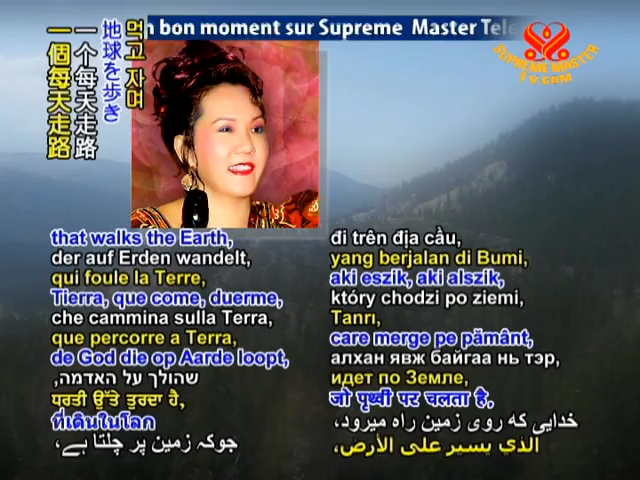 n bon moment sur Supreme Master Tele
SUPREME MASTER
TV.COM
먹고 자며
地球を歩き
一个每天走路
一個每天走路
that walks the Earth,
der auf Erden wandelt,
qui foule la Terre,
Tierra, que come, duerme,
che cammina sulla Terra,
que percorre a Terra,
de God die op Aarde loopt,
שהולך על האדמה,
ਧਰਤੀ ਉੱਤੇ ਤੁਰਦਾ ਹੈ,
ที่เดินในโลก
جوکہ زمین پر چلتا ہے،
đi trên địa cầu,
yang berjalan di Bumi,
aki eszik, aki alszik,
który chodzi po ziemi,
Tanrı,
care merge pe pământ,
алхан явж байгаа нь тэр,
идет по Земле,
जो पृथ्वी पर चलता है,
خدایی که روی زمین راه میرود،
الذي يسير على الأرض،